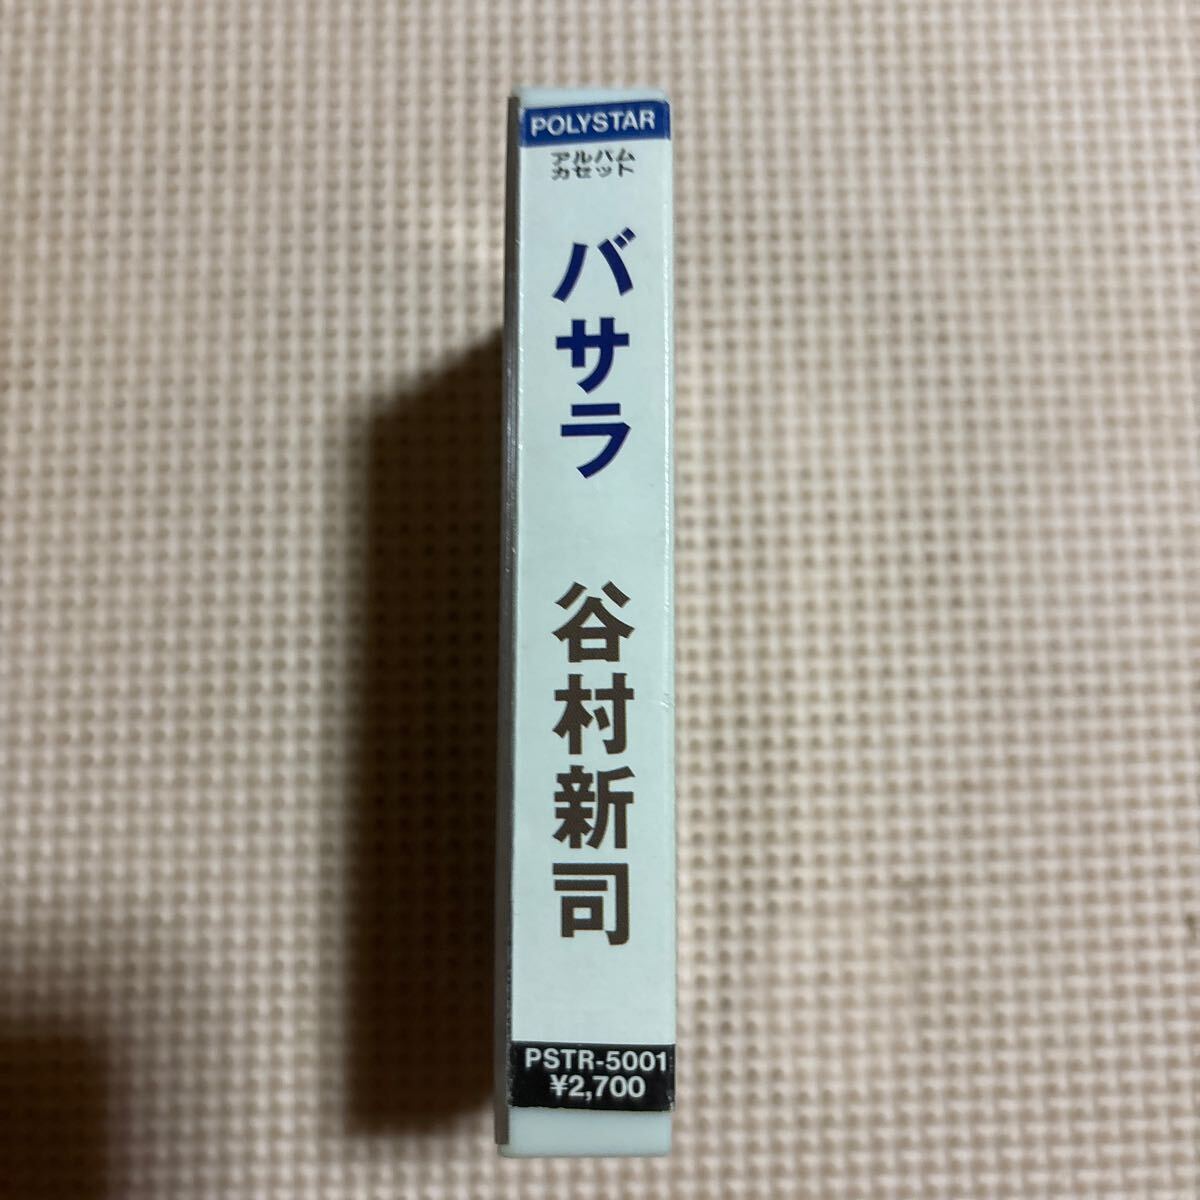 POLYSTAR
アルバム
カセット
バサラ
谷村新司
PSTR-5001
¥2,700